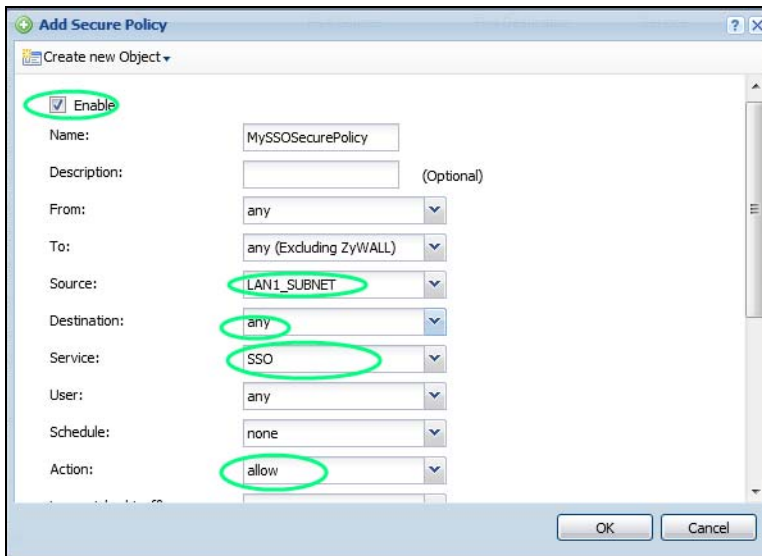 Add Secure Policy
Create new Object
Enable
Name: MySSOSecurePolicy
Description: (Optional)
From: any
To: any (Excluding ZyWALL)
Source: LAN1_SUBNET
Destination: any
Service: SSO
User: any
Schedule: none
Action: allow
OK Cancel